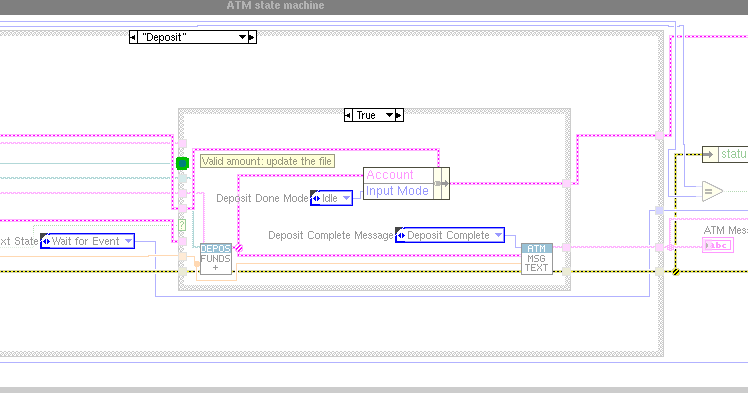 ATM state machine
"Deposit"
True
Valid amount: update the file
Account
Input Mode
Deposit Done Mode
Idle
statu
Deposit Complete Message
Deposit Complete
ATM Mess
xt State
Wait for Event
DEPOS
FUNDS
+
ATM
MSG
TEXT
abc
?